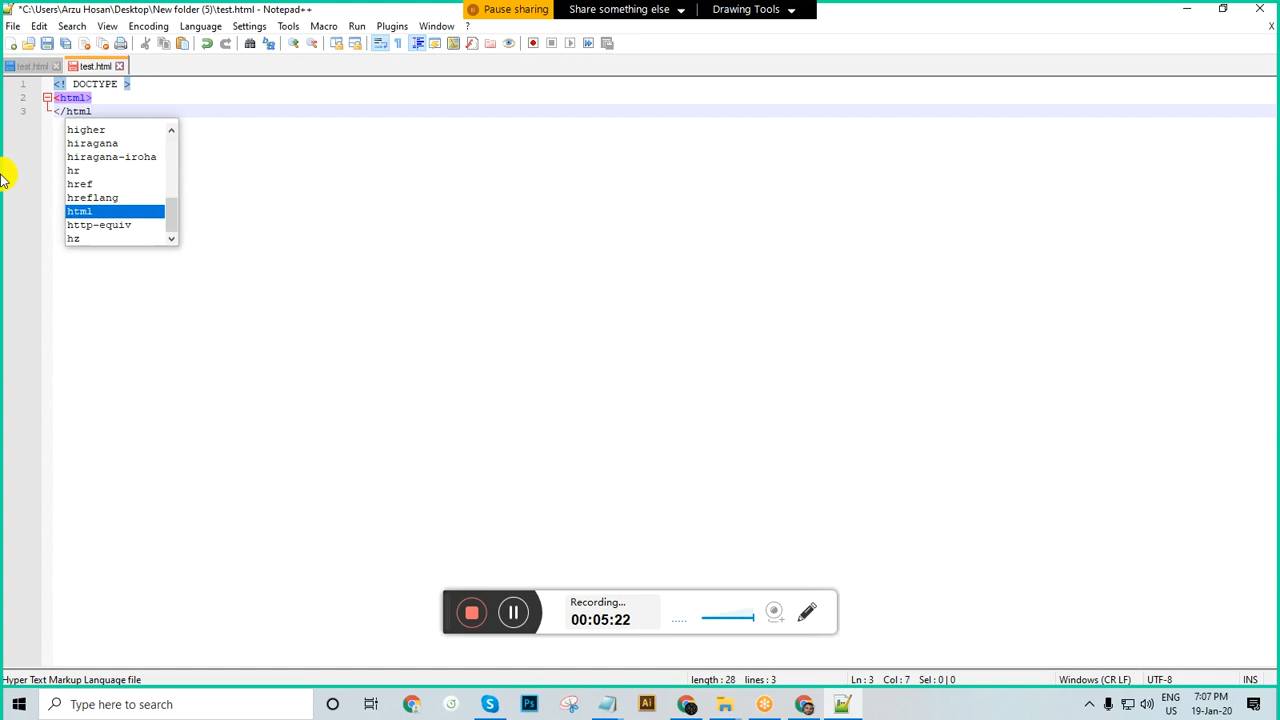 *C:\Users\Arzu Hosan\Desktop\New folder (5)\test.html - Notepad++
Pause sharing
Share something else
Drawing Tools
File Edit Search View Encoding Language Settings Tools Macro Run Plugins Window ?
X
test.html
test.html
1 <! DOCTYPE >
2 <html>
3 </html
higher
hiragana
hiragana-iroha
hr
href
hreflang
html
http-equiv
hz
Recording...
00:05:22
Hyper Text Markup Language file
length : 28 lines : 3
Ln : 3 Col : 7 Sel : 0 | 0
Windows (CR LF)
UTF-8
INS
Type here to search
Ps
Ai
ENG
US
7:07 PM
19-Jan-20